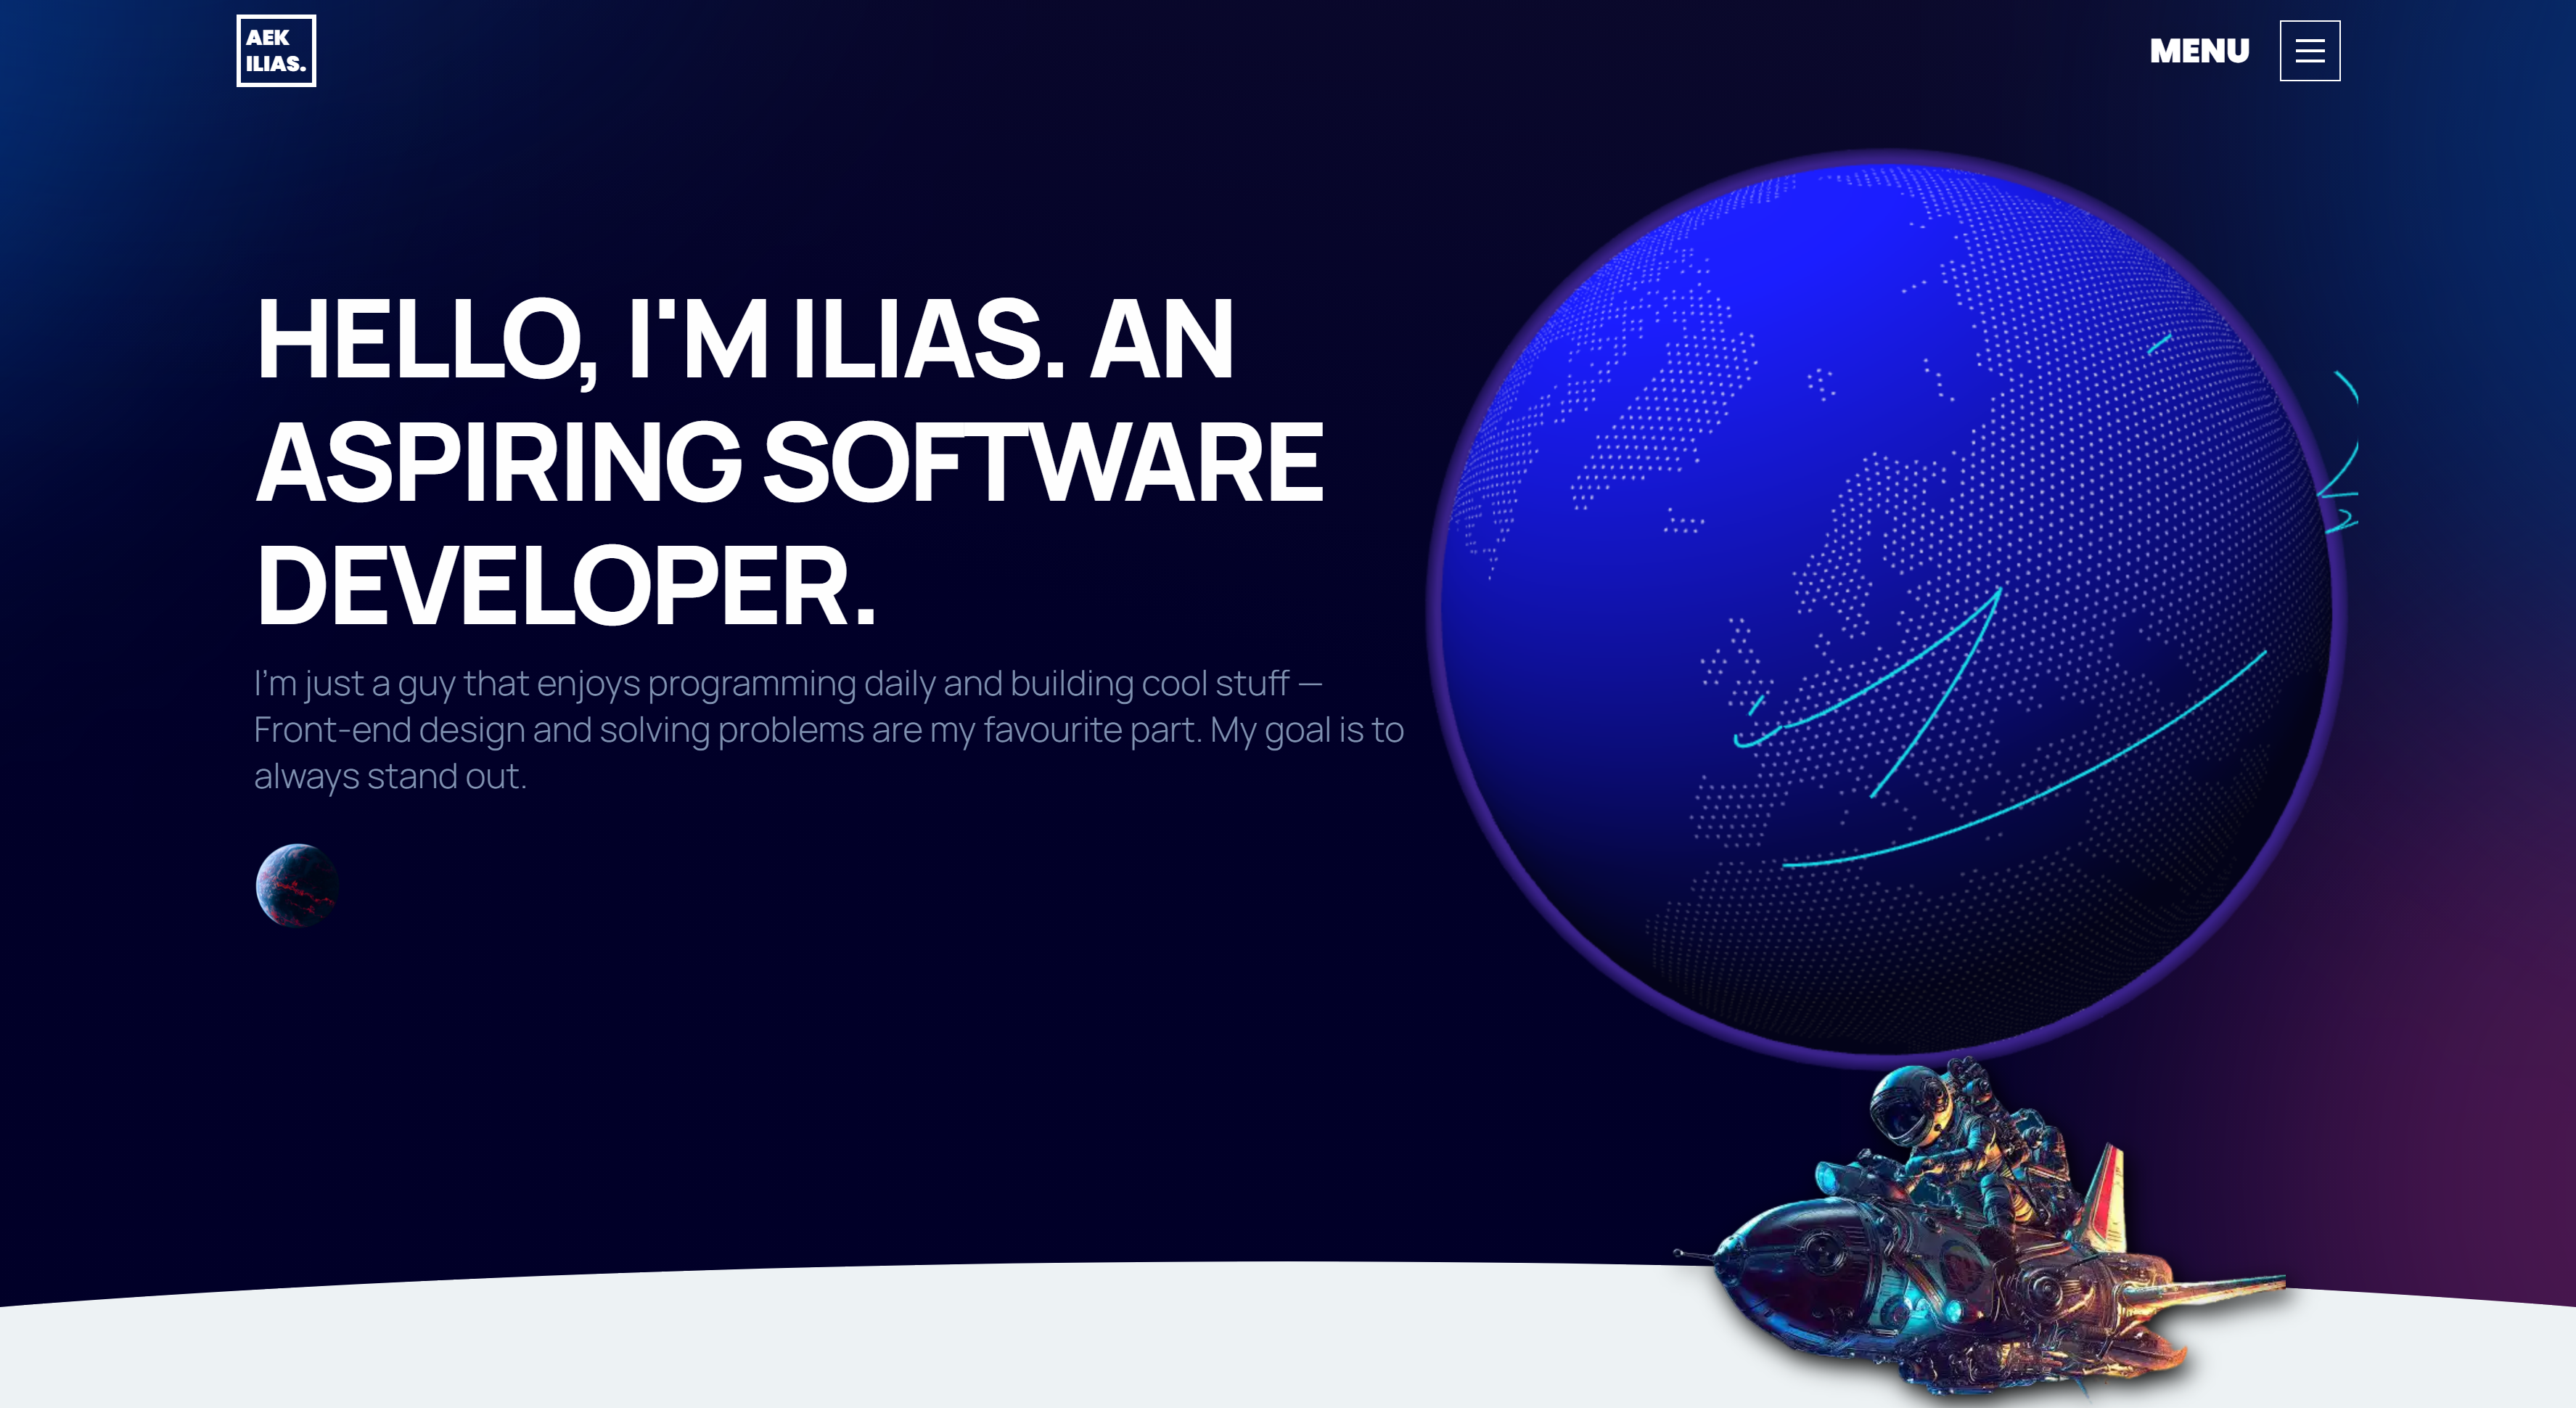 AEK
ILIAS.
MENU
HELLO, I'M ILIAS. AN
ASPIRING SOFTWARE
DEVELOPER.
I'm just a guy that enjoys programming daily and building cool stuff —
Front-end design and solving problems are my favourite part. My goal is to
always stand out.